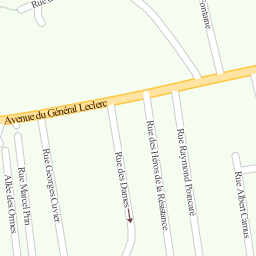 Fontaine
Avenue du Général Leclerc
Rue des Dames
Rue des Héros de la Résistance
Rue Raymond Poincaré
Rue Georges Cuvier
Rue Marcel Prin
Allée des Ormes
Rue Albert Camus